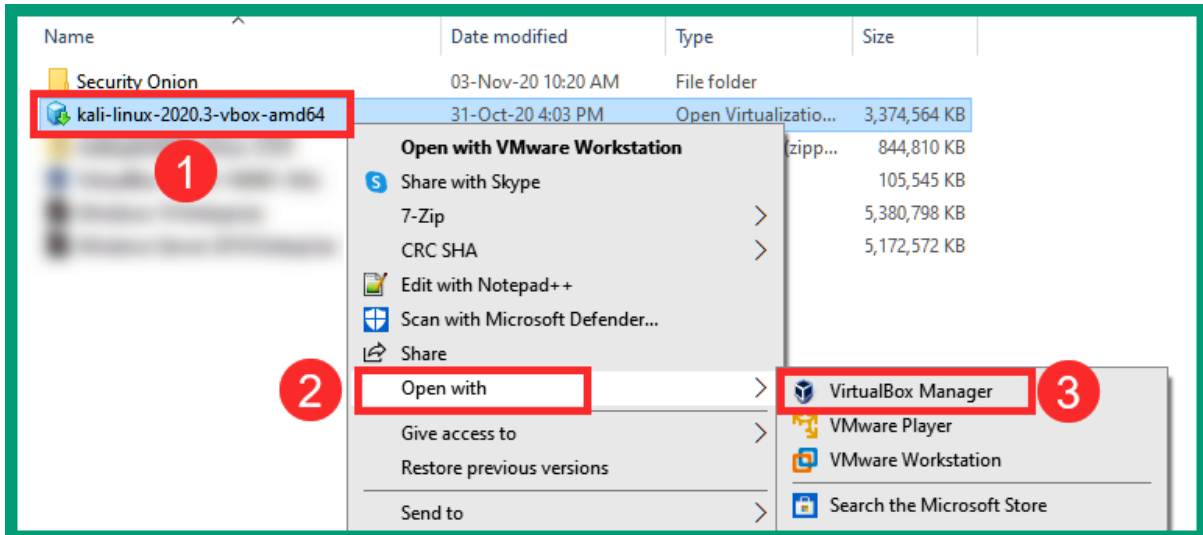 Name Date modified Type Size
Security Onion 03-Nov-20 10:20 AM File folder
kali-linux-2020.3-vbox-amd64 31-Oct-20 4:03 PM Open Virtualizatio... 3,374,564 KB
Open with VMware Workstation (zipp... 844,810 KB
1
Share with Skype 105,545 KB
7-Zip 5,380,798 KB
CRC SHA 5,172,572 KB
Edit with Notepad++
Scan with Microsoft Defender...
Share
2 Open with
VirtualBox Manager 3
Give access to
VMware Player
Restore previous versions
VMware Workstation
Send to
Search the Microsoft Store